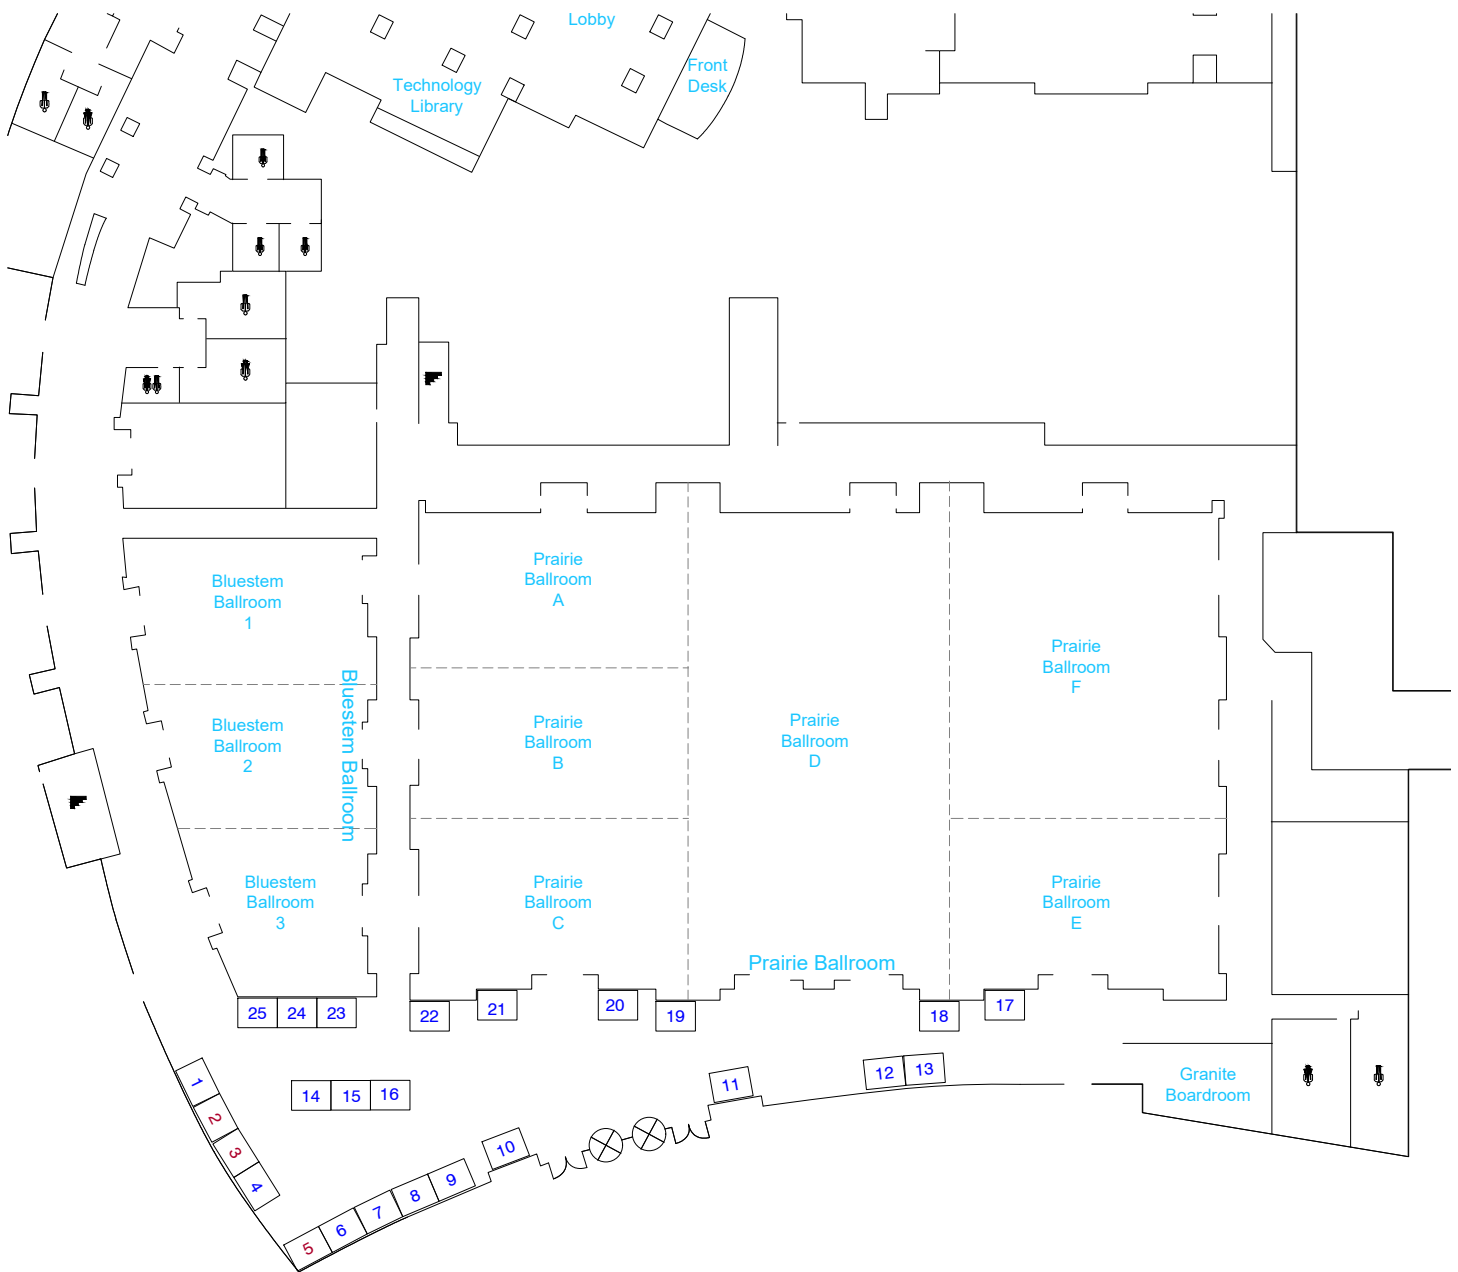 Lobby
Technology
Library
Front
Desk
Bluestem
Ballroom
1
Bluestem
Ballroom
2
Bluestem
Ballroom
3
Bluestem Ballroom
Prairie
Ballroom
A
Prairie
Ballroom
B
Prairie
Ballroom
C
Prairie
Ballroom
D
Prairie
Ballroom
F
Prairie
Ballroom
E
Prairie Ballroom
25 24 23
22
21
20
19
18
17
1
2
3
4
14 15 16
5
6
7
8
9
10
11
12
13
Granite
Boardroom